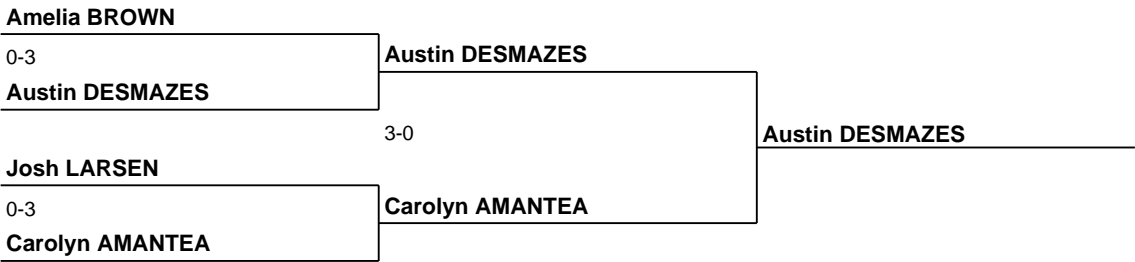 Amelia BROWN
0-3
Austin DESMAZES
Austin DESMAZES
3-0
Austin DESMAZES
Josh LARSEN
0-3
Carolyn AMANTEA
Carolyn AMANTEA